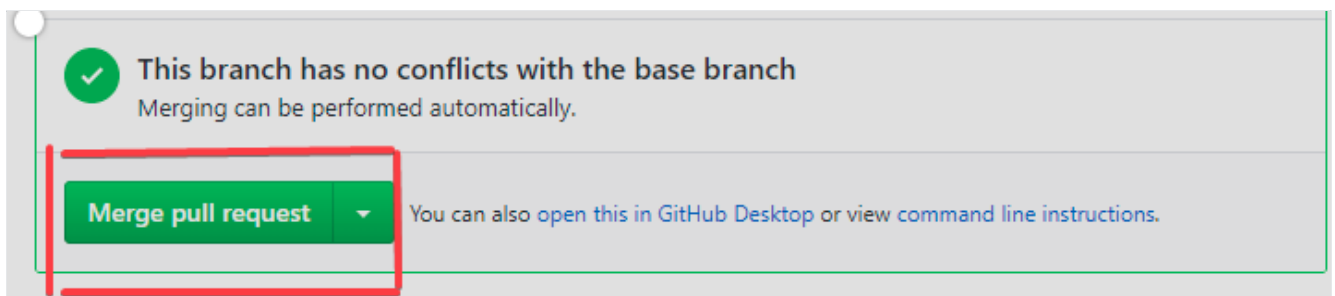 This branch has no conflicts with the base branch
Merging can be performed automatically.
Merge pull request You can also open this in GitHub Desktop or view command line instructions.